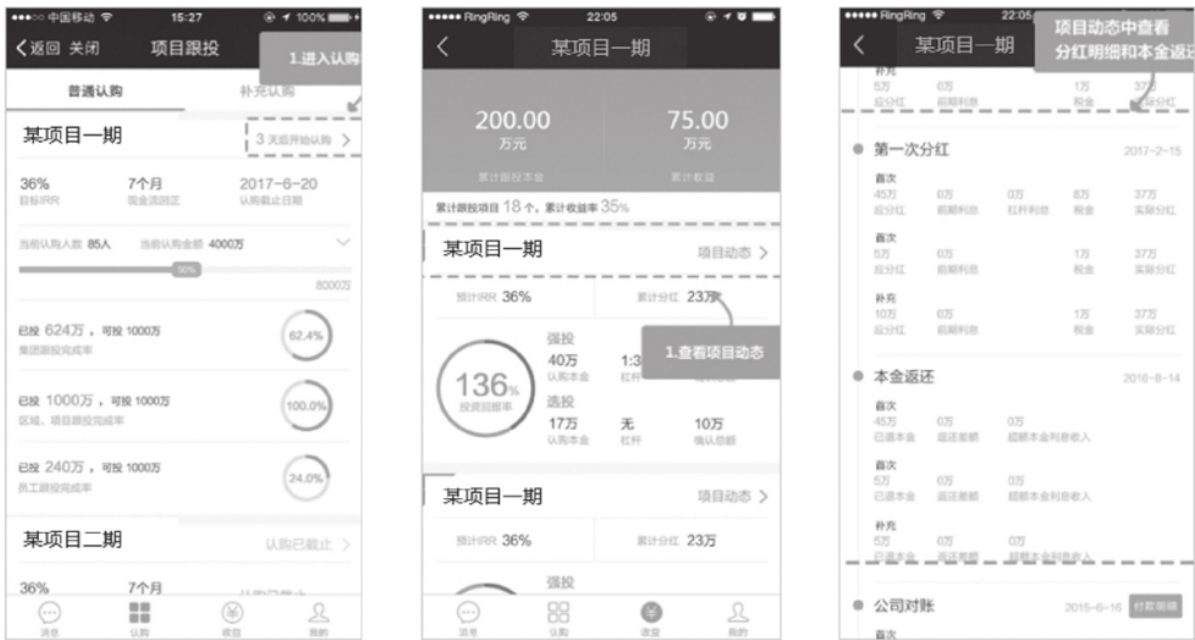 中国移动 15:27 100%
返回 关闭 项目跟投
1.进入认购
普通认购 补充认购
某项目一期 3 天后开始认购
36% 7个月 2017-6-20
目标IRR 现金流回正 认购截止日期
当前认购人数 85人 当前认购金额 4000万
50%
8000万
已投 624万，可投 1000万
集团跟投完成率
62.4%
已投 1000万，可投 1000万
区域、项目跟投完成率
100.0%
已投 240万，可投 1000万
员工跟投完成率
24.0%
某项目二期 认购已截止
36% 7个月
消息 认购 收益 我的
RingRing 22:05
某项目一期
200.00 75.00
万元 万元
累计跟投本金 累计收益
累计跟投项目 18 个，累计收益率 35%
某项目一期 项目动态
预计IRR 36% 累计分红 23万
1.查看项目动态
136%
投资回报率
强投
40万 1:3
认购本金 杠杆
选投
17万 无 10万
认购本金 杠杆 确认总额
某项目一期 项目动态
预计IRR 36% 累计分红 23万
强投
消息 认购 收益 我的
RingRing 22:05
某项目一期
项目动态中查看
分红明细和本金返还
补充
5万 0万 1万 37万
应分红 前期利息 税金 实际分红
第一次分红 2017-2-15
首次
45万 0万 0万 8万 37万
应分红 前期利息 杠杆利息 税金 实际分红
首次
5万 0万 1万 37万
应分红 前期利息 税金 实际分红
补充
10万 0万 1万 37万
应分红 前期利息 税金 实际分红
本金返还 2016-8-14
首次
45万 0万 0万
已退本金 返还差额 超额本金利息收入
首次
5万 0万 0万
已退本金 返还差额 超额本金利息收入
补充
5万 0万 0万
已退本金 返还差额 超额本金利息收入
公司对账 2015-6-16 付款明细
首次